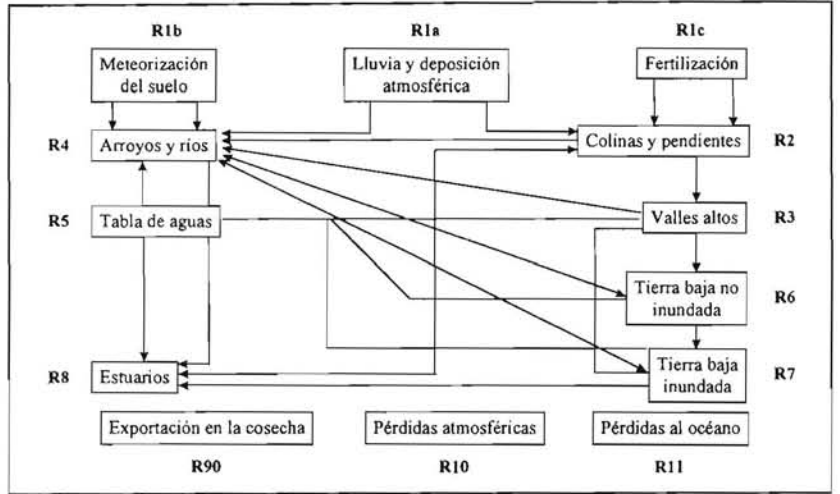 R1b
R1a
R1c
Meteorización
del suelo
Lluvia y deposición
atmosférica
Fertilización
R4
Arroyos y ríos
Colinas y pendientes
R2
R5
Tabla de aguas
Valles altos
R3
Tierra baja no
inundada
R6
R8
Estuarios
Tierra baja
inundada
R7
Exportación en la cosecha
Pérdidas atmosféricas
Pérdidas al océano
R90
R10
R11